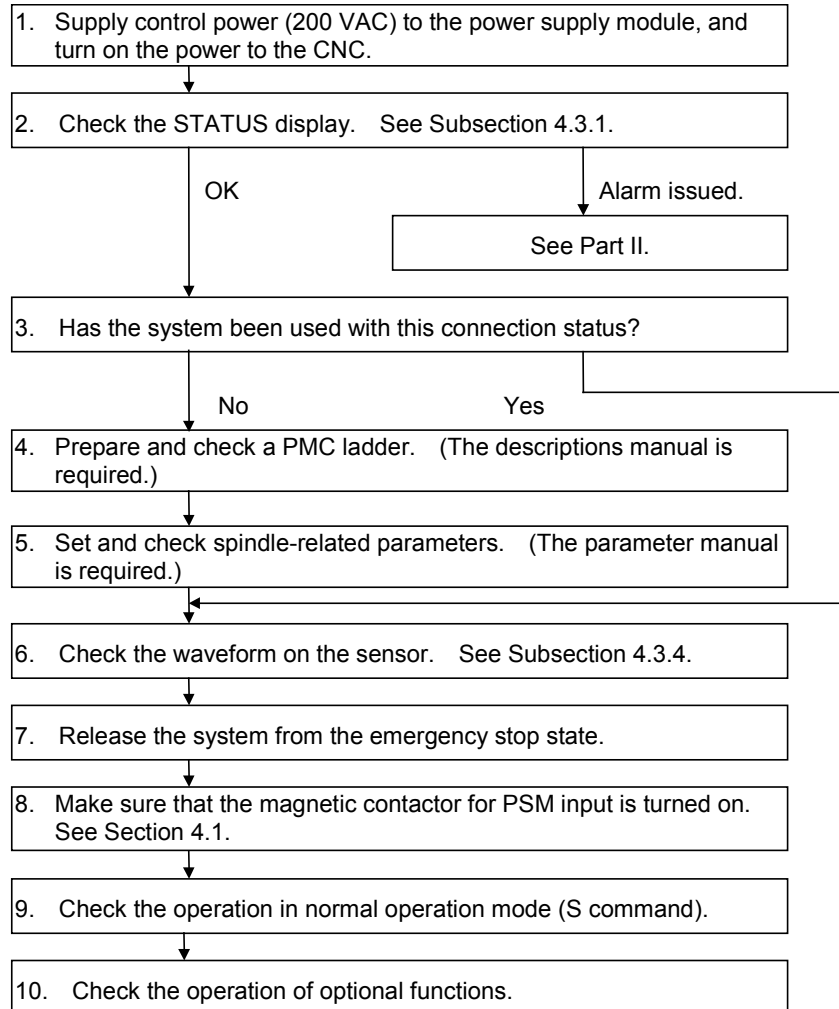 1. Supply control power (200 VAC) to the power supply module, and
turn on the power to the CNC.
2. Check the STATUS display. See Subsection 4.3.1.
OK
Alarm issued.
See Part II.
3. Has the system been used with this connection status?
No
Yes
4. Prepare and check a PMC ladder. (The descriptions manual is
required.)
5. Set and check spindle-related parameters. (The parameter manual
is required.)
6. Check the waveform on the sensor. See Subsection 4.3.4.
7. Release the system from the emergency stop state.
8. Make sure that the magnetic contactor for PSM input is turned on.
See Section 4.1.
9. Check the operation in normal operation mode (S command).
10. Check the operation of optional functions.